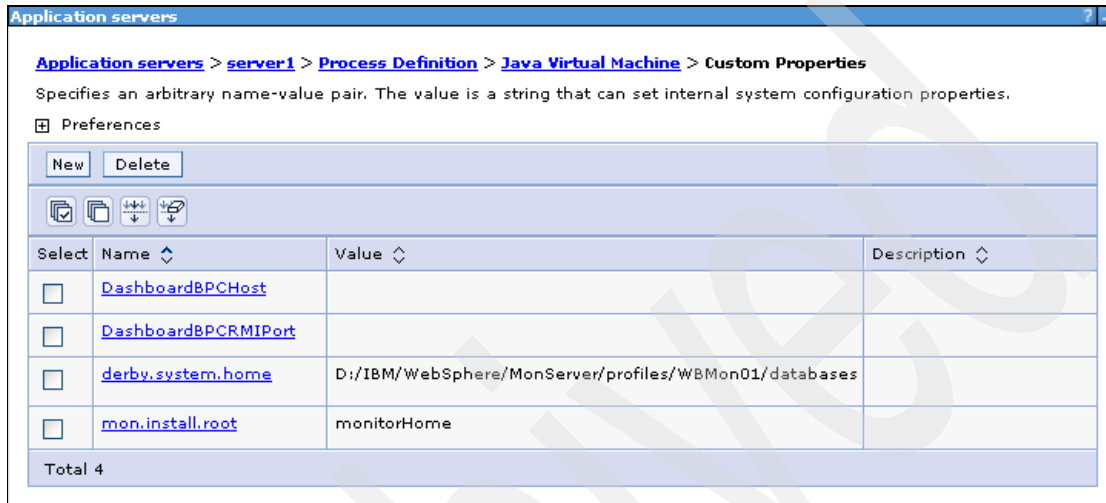 Application servers ? -
Application servers > server1 > Process Definition > Java Virtual Machine > Custom Properties
Specifies an arbitrary name-value pair. The value is a string that can set internal system configuration properties.
Preferences
New Delete
Select Name Value Description
DashboardBPCHost
DashboardBPCRMIPort
derby.system.home D:/IBM/WebSphere/MonServer/profiles/WBMon01/databases
mon.install.root monitorHome
Total 4